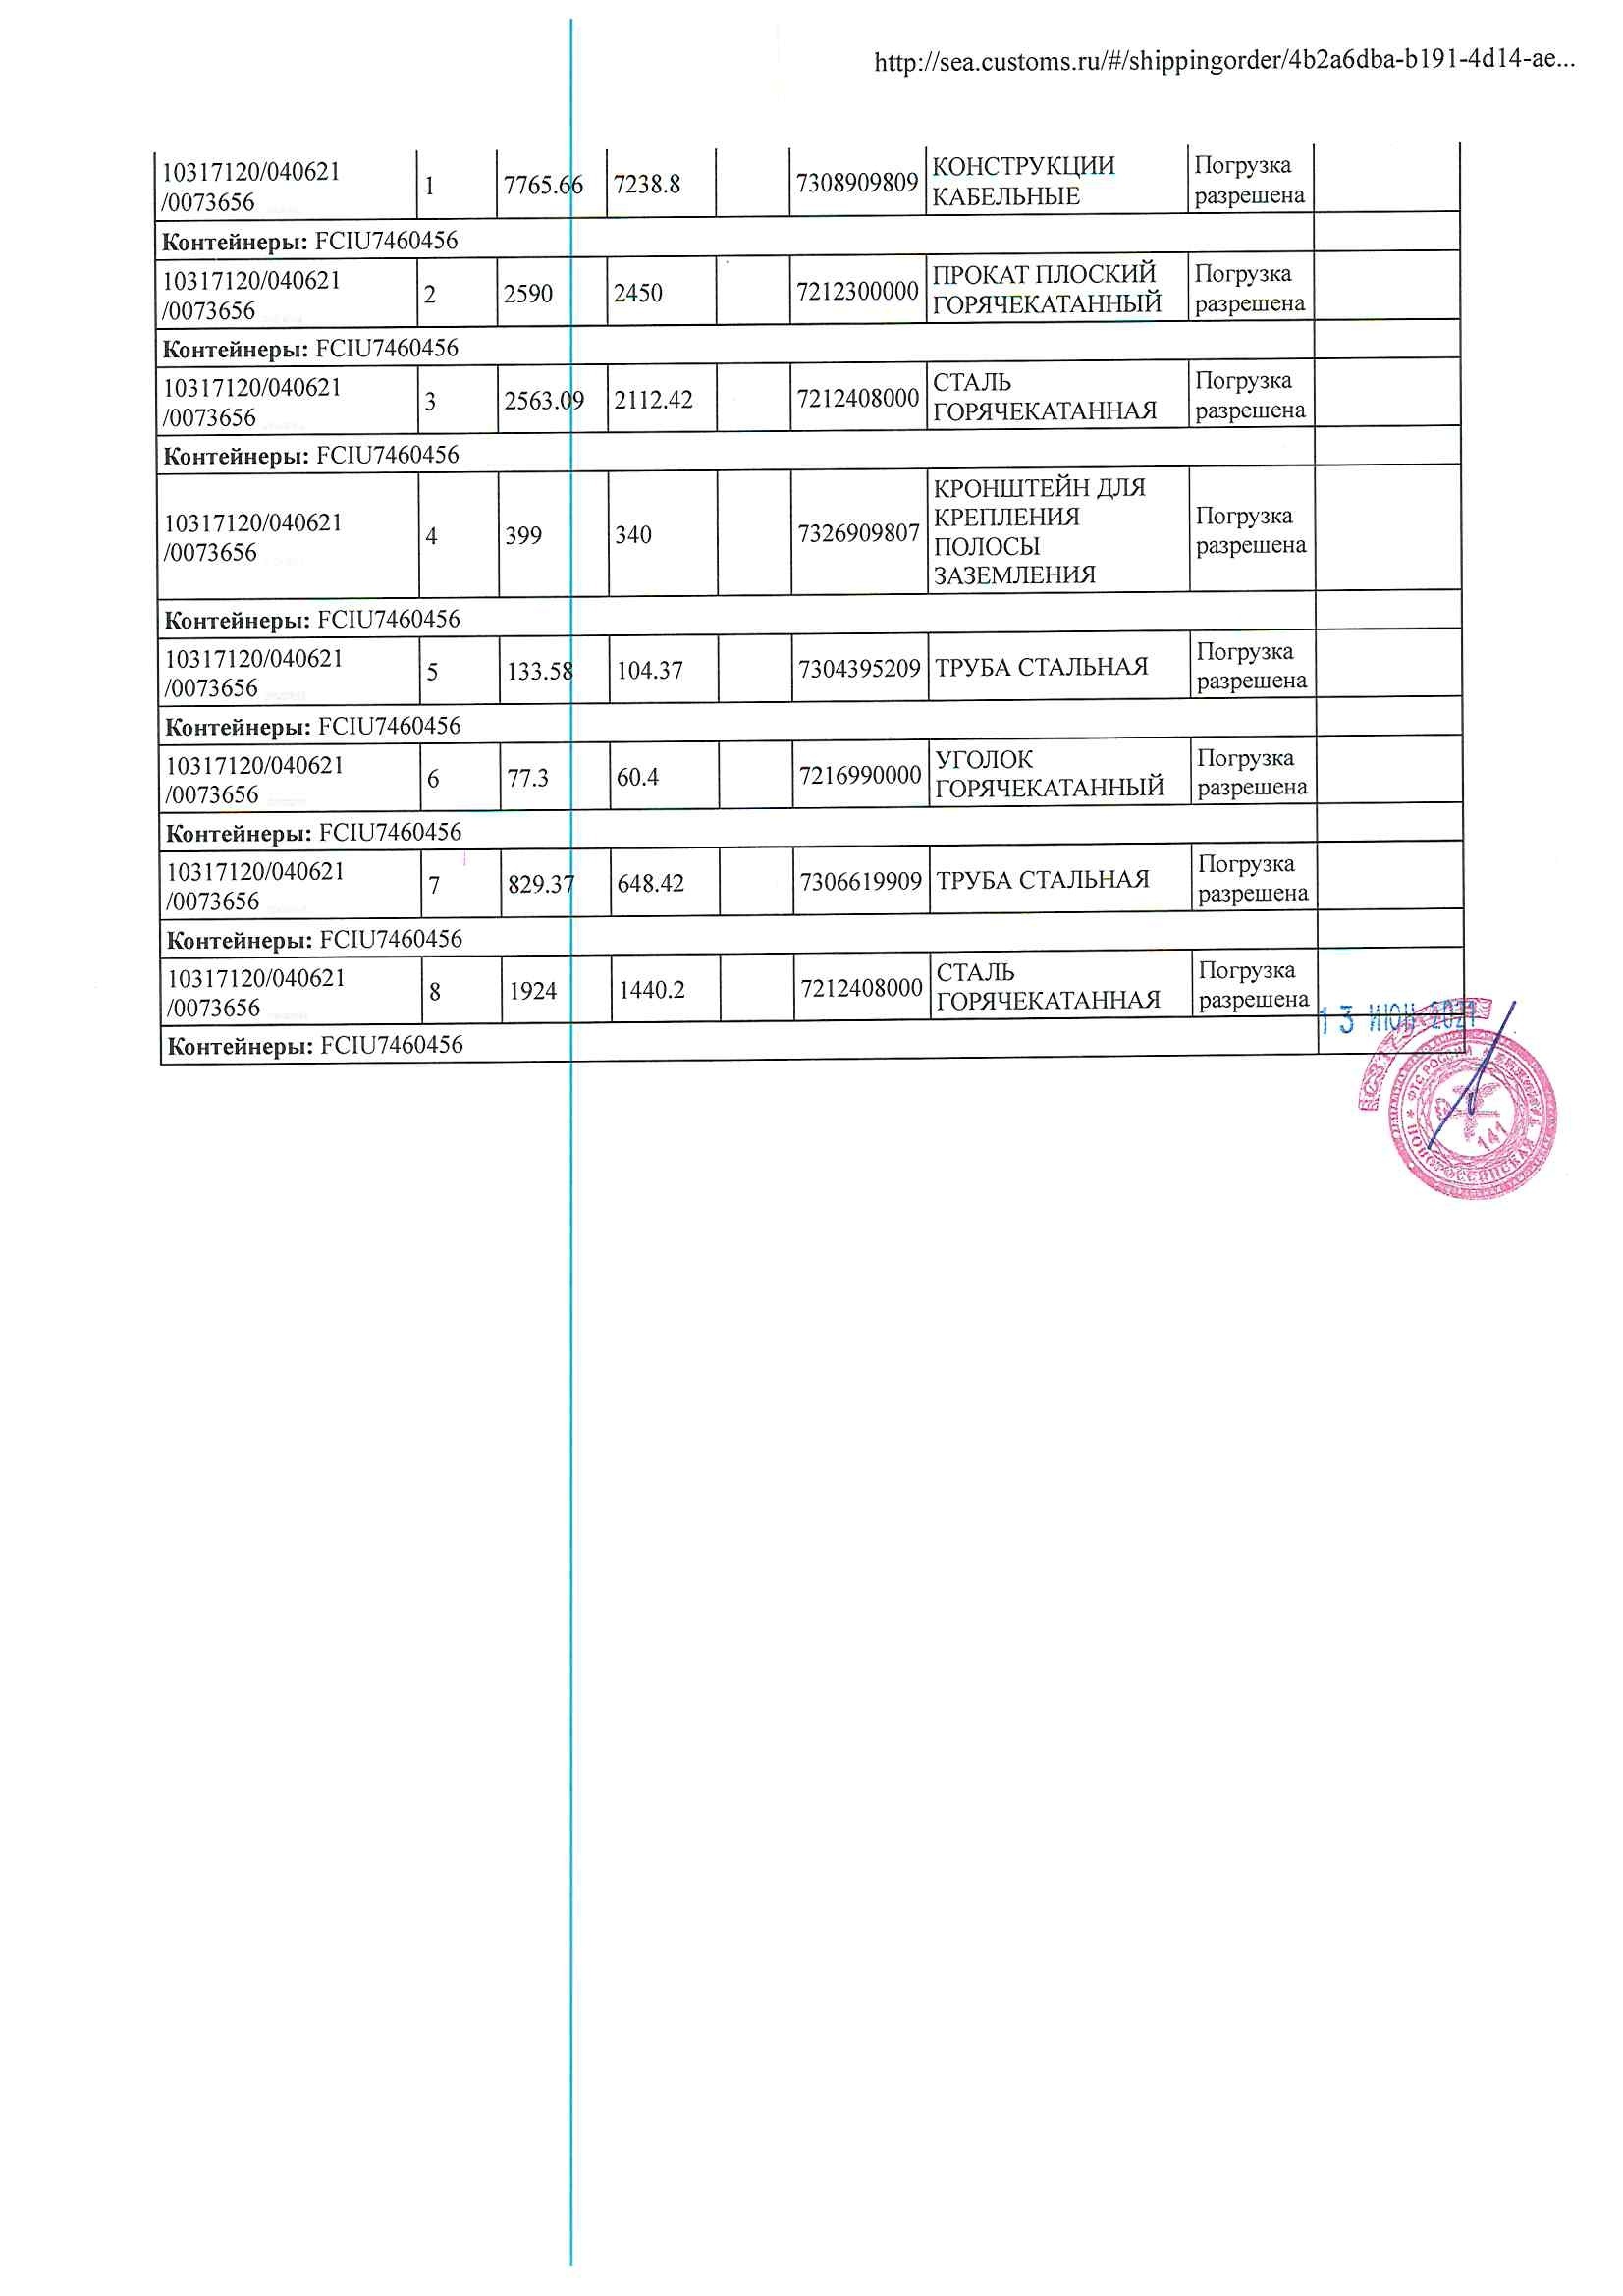 http://sea.customs.ru/#/shippingorder/4b2a6dba-b191-4d14-ae...
10317120/040621
/0073656
1
7765.66
7238.8
7308909809
КОНСТРУКЦИИ
КАБЕЛЬНЫЕ
Погрузка
разрешена
Контейнеры: FCIU7460456
10317120/040621
/0073656
2
2590
2450
7212300000
ПРОКАТ ПЛОСКИЙ
ГОРЯЧЕКАТАННЫЙ
Погрузка
разрешена
Контейнеры: FCIU7460456
10317120/040621
/0073656
3
2563.09
2112.42
7212408000
СТАЛЬ
ГОРЯЧЕКАТАННАЯ
Погрузка
разрешена
Контейнеры: FCIU7460456
10317120/040621
/0073656
4
399
340
7326909807
КРОНШТЕЙН ДЛЯ
КРЕПЛЕНИЯ
ПОЛОСЫ
ЗАЗЕМЛЕНИЯ
Погрузка
разрешена
Контейнеры: FCIU7460456
10317120/040621
/0073656
5
133.58
104.37
7304395209
ТРУБА СТАЛЬНАЯ
Погрузка
разрешена
Контейнеры: FCIU7460456
10317120/040621
/0073656
6
77.3
60.4
7216990000
УГОЛОК
ГОРЯЧЕКАТАННЫЙ
Погрузка
разрешена
Контейнеры: FCIU7460456
10317120/040621
/0073656
7
829.37
648.42
7306619909
ТРУБА СТАЛЬНАЯ
Погрузка
разрешена
Контейнеры: FCIU7460456
10317120/040621
/0073656
8
1924
1440.2
7212408000
СТАЛЬ
ГОРЯЧЕКАТАННАЯ
Погрузка
разрешена
Контейнеры: FCIU7460456
13 ИЮН 2021
ФТС РОССИИ
НОВОРОССИЙСКАЯ
141